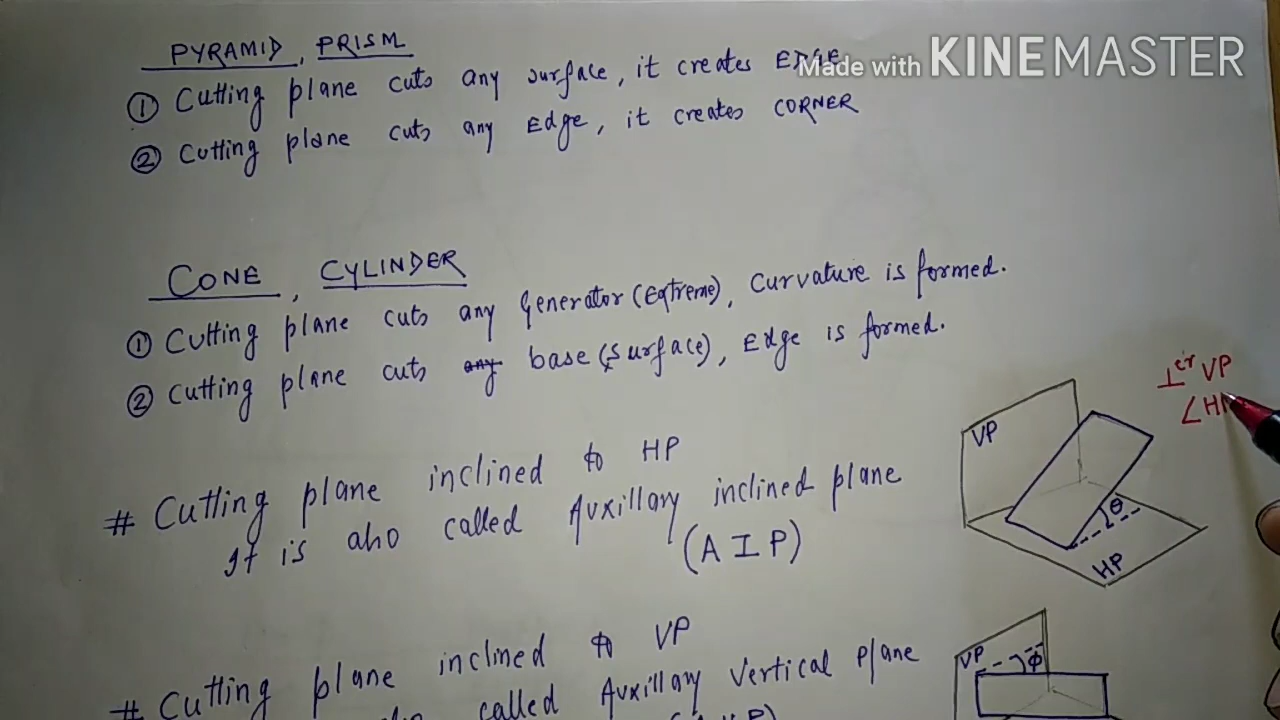 PYRAMID, PRISM
Made with KINEMASTER
① Cutting plane cuts any surface, it creates EDGE
② Cutting plane cuts any Edge, it creates CORNER
CONE, CYLINDER
① Cutting plane cuts any Generator (Extreme), Curvature is formed.
② Cutting plane cuts any base (Surface), Edge is formed.
⊥er VP
∠HP
VP
# Cutting plane inclined to HP
It is also called Auxillary inclined plane
(A I P)
θ
HP
# Cutting plane inclined to VP
called Auxillary Vertical plane
VP
φ